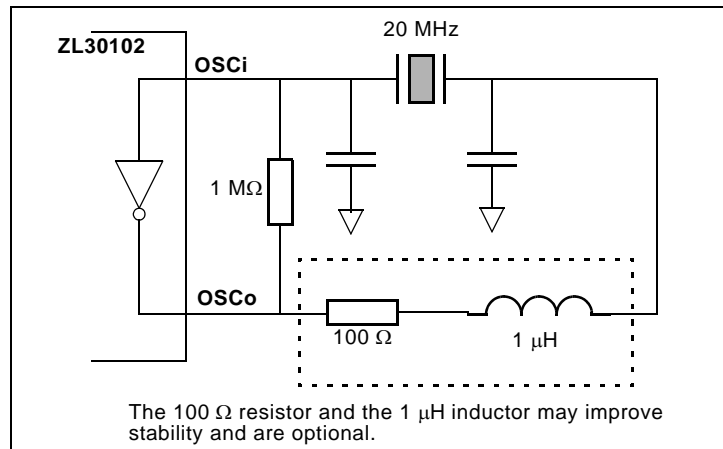 20 MHz
ZL30102
OSCi
1 MΩ
OSCo
100 Ω
1 µH
The 100 Ω resistor and the 1 µH inductor may improve
stability and are optional.